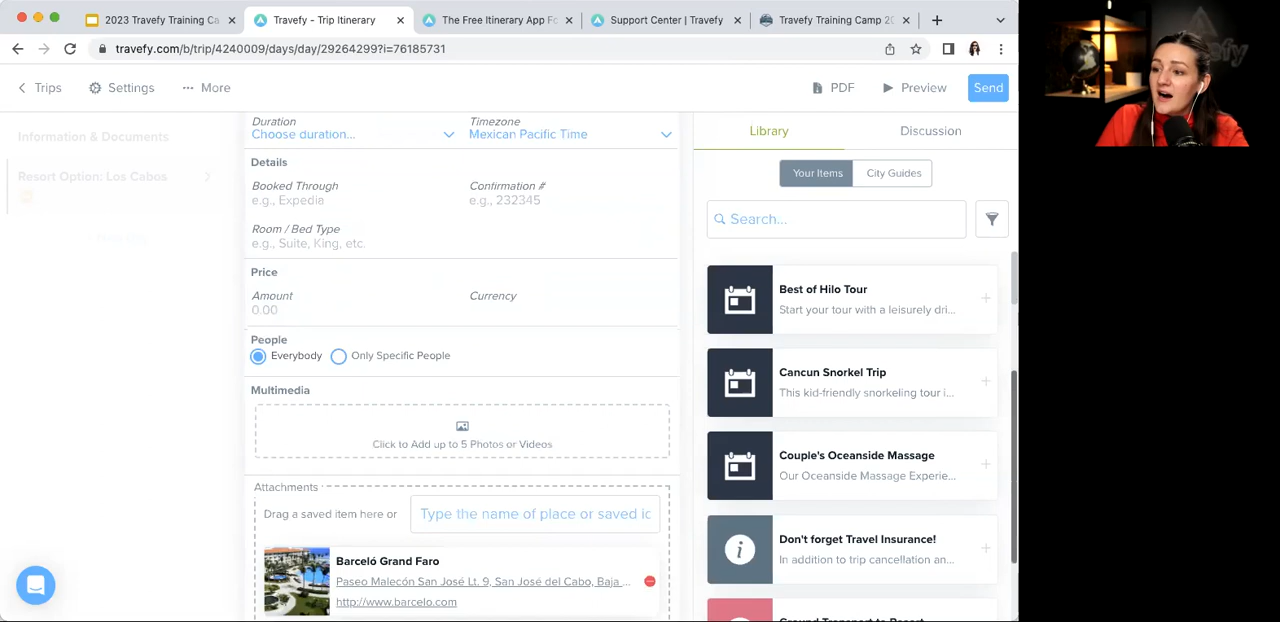 2023 Travefy Training Ca
Travefy - Trip Itinerary
The Free Itinerary App Fo
Support Center | Travefy
Travefy Training Camp 20
travefy.com/b/trip/4240009/days/day/29264299?i=76185731
Trips
Settings
More
PDF
Preview
Send
Information & Documents
Resort Option: Los Cabos
Duration
Timezone
Choose duration...
Mexican Pacific Time
Details
Booked Through
Confirmation #
e.g., Expedia
e.g., 232345
Room / Bed Type
e.g., Suite, King, etc.
Price
Amount
Currency
0.00
People
Everybody
Only Specific People
Multimedia
Click to Add up to 5 Photos or Videos
Attachments
Drag a saved item here or
Type the name of place or saved ic
Barceló Grand Faro
Paseo Malecón San José Lt, 9, San José del Cabo, Baja ...
http://www.barcelo.com
Library
Discussion
Your Items
City Guides
Search...
Best of Hilo Tour
Start your tour with a leisurely dri...
Cancun Snorkel Trip
This kid-friendly snorkeling tour i...
Couple's Oceanside Massage
Our Oceanside Massage Experie...
Don't forget Travel Insurance!
In addition to trip cancellation an...
Ground Transport to Resort